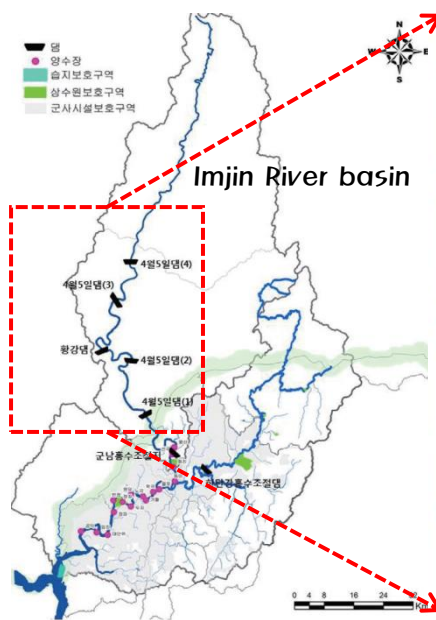 댐
양수장
습지보호구역
상수원보호구역
군사시설보호구역
N
W
E
S
Imjin River basin
4월5일댐(4)
4월5일댐(3)
황강댐
4월5일댐(2)
4월5일댐(1)
군남홍수조절지
한탄강홍수조절댐
0 4 8 16 24 32
Km